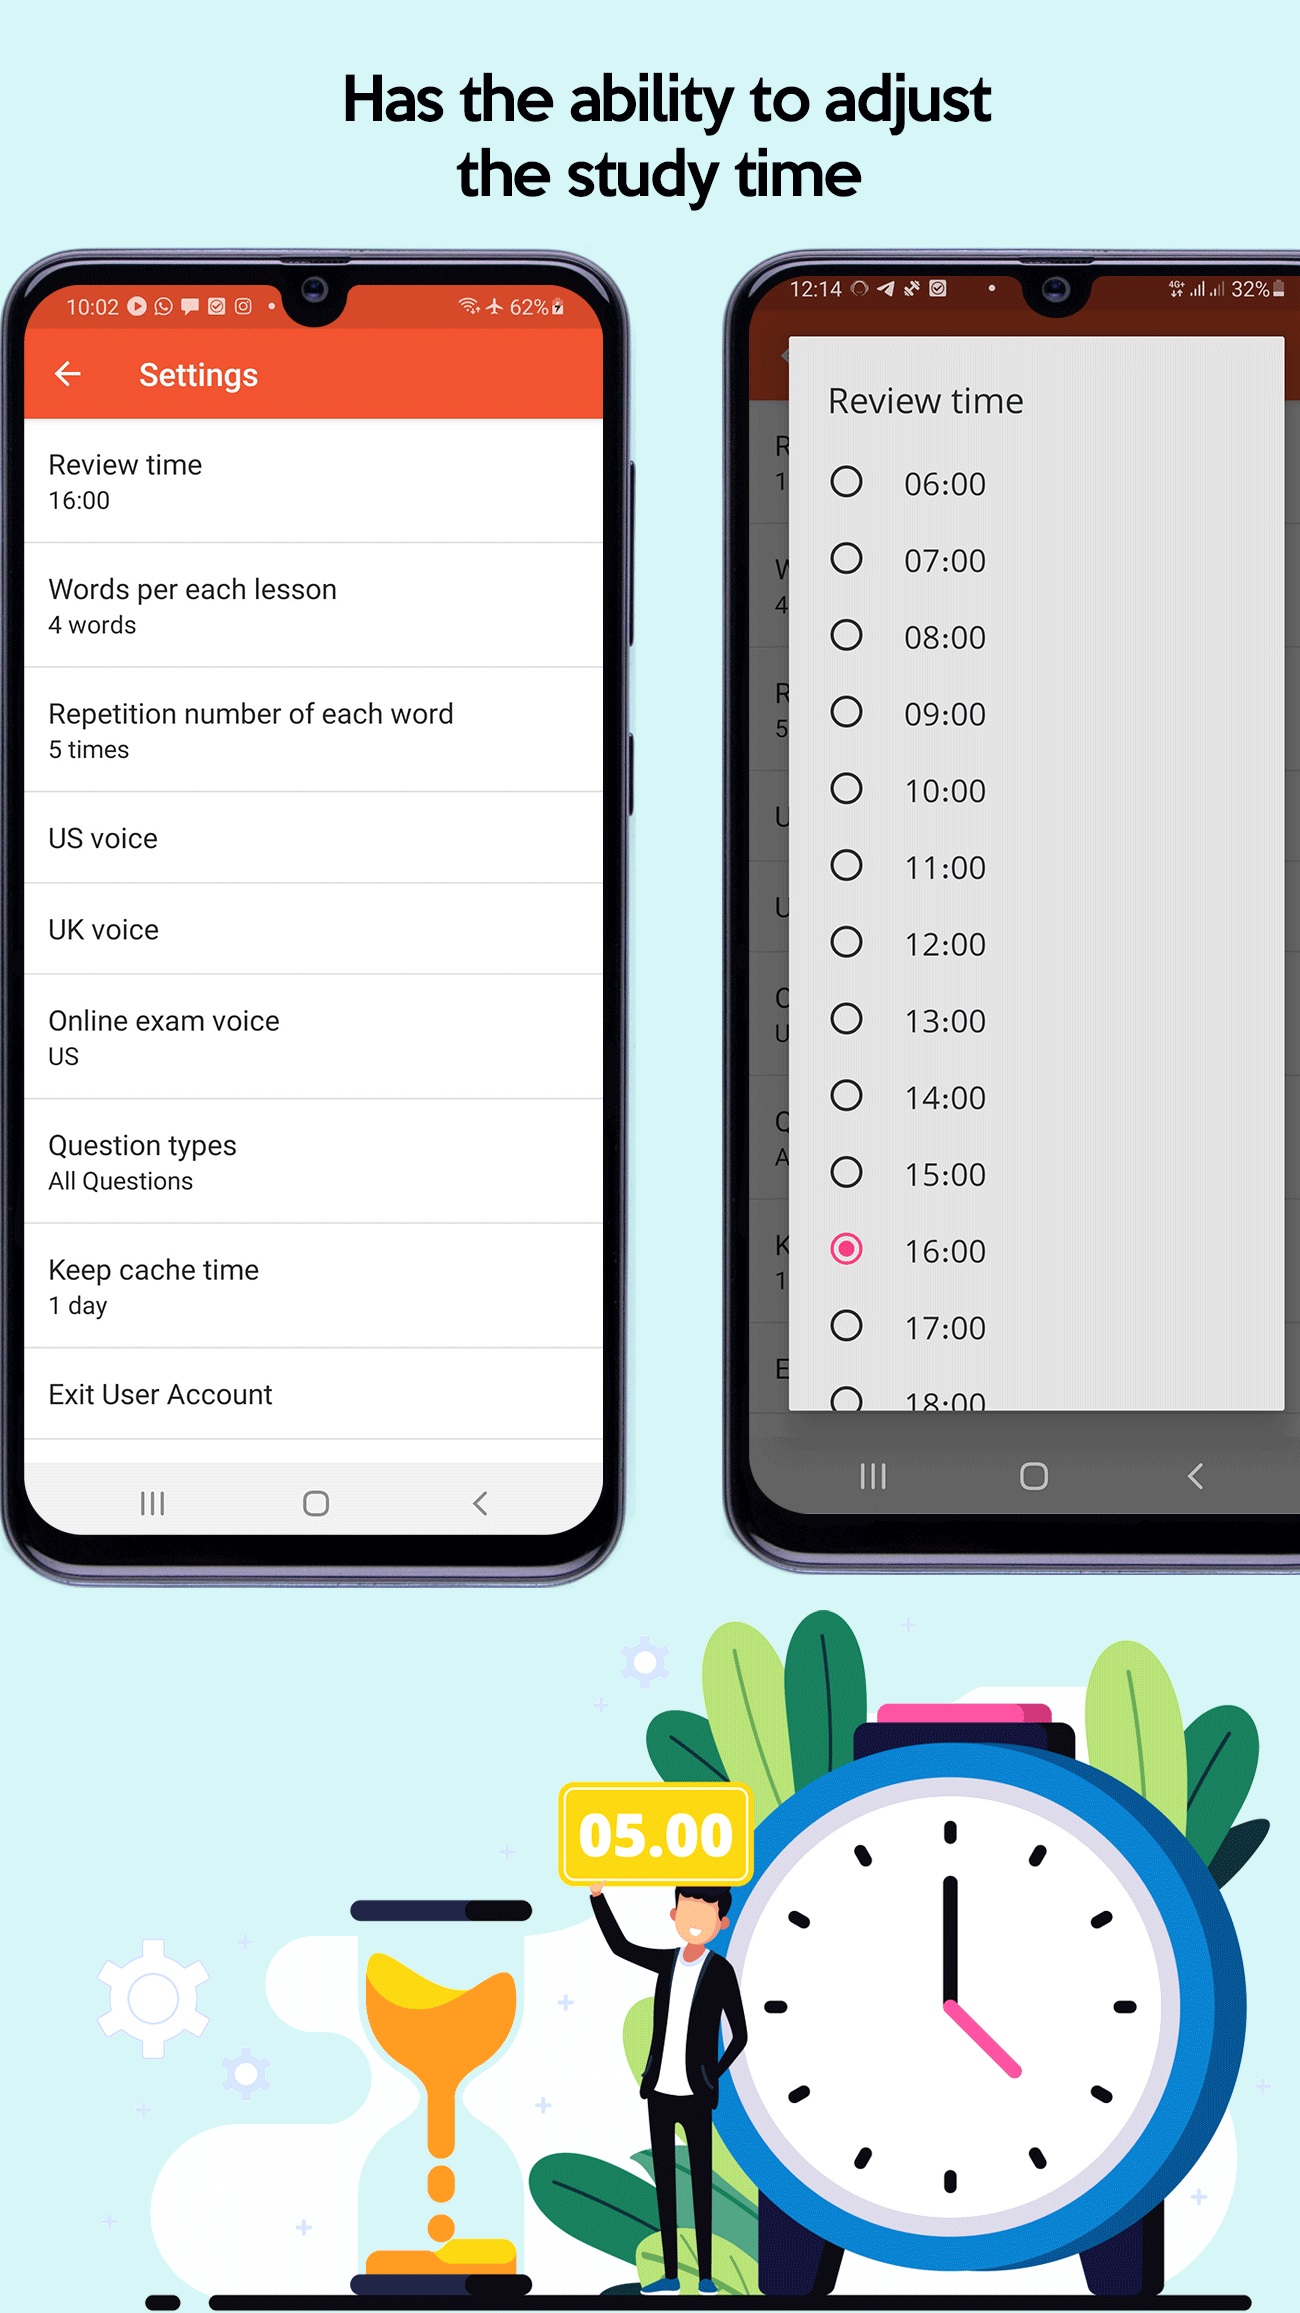 Has the ability to adjust
the study time
10:02
62%
Settings
Review time
16:00
Words per each lesson
4 words
Repetition number of each word
5 times
US voice
UK voice
Online exam voice
US
Question types
All Questions
Keep cache time
1 day
Exit User Account
12:14
4G+
32%
Review time
06:00
07:00
08:00
09:00
10:00
11:00
12:00
13:00
14:00
15:00
16:00
17:00
18:00
05.00